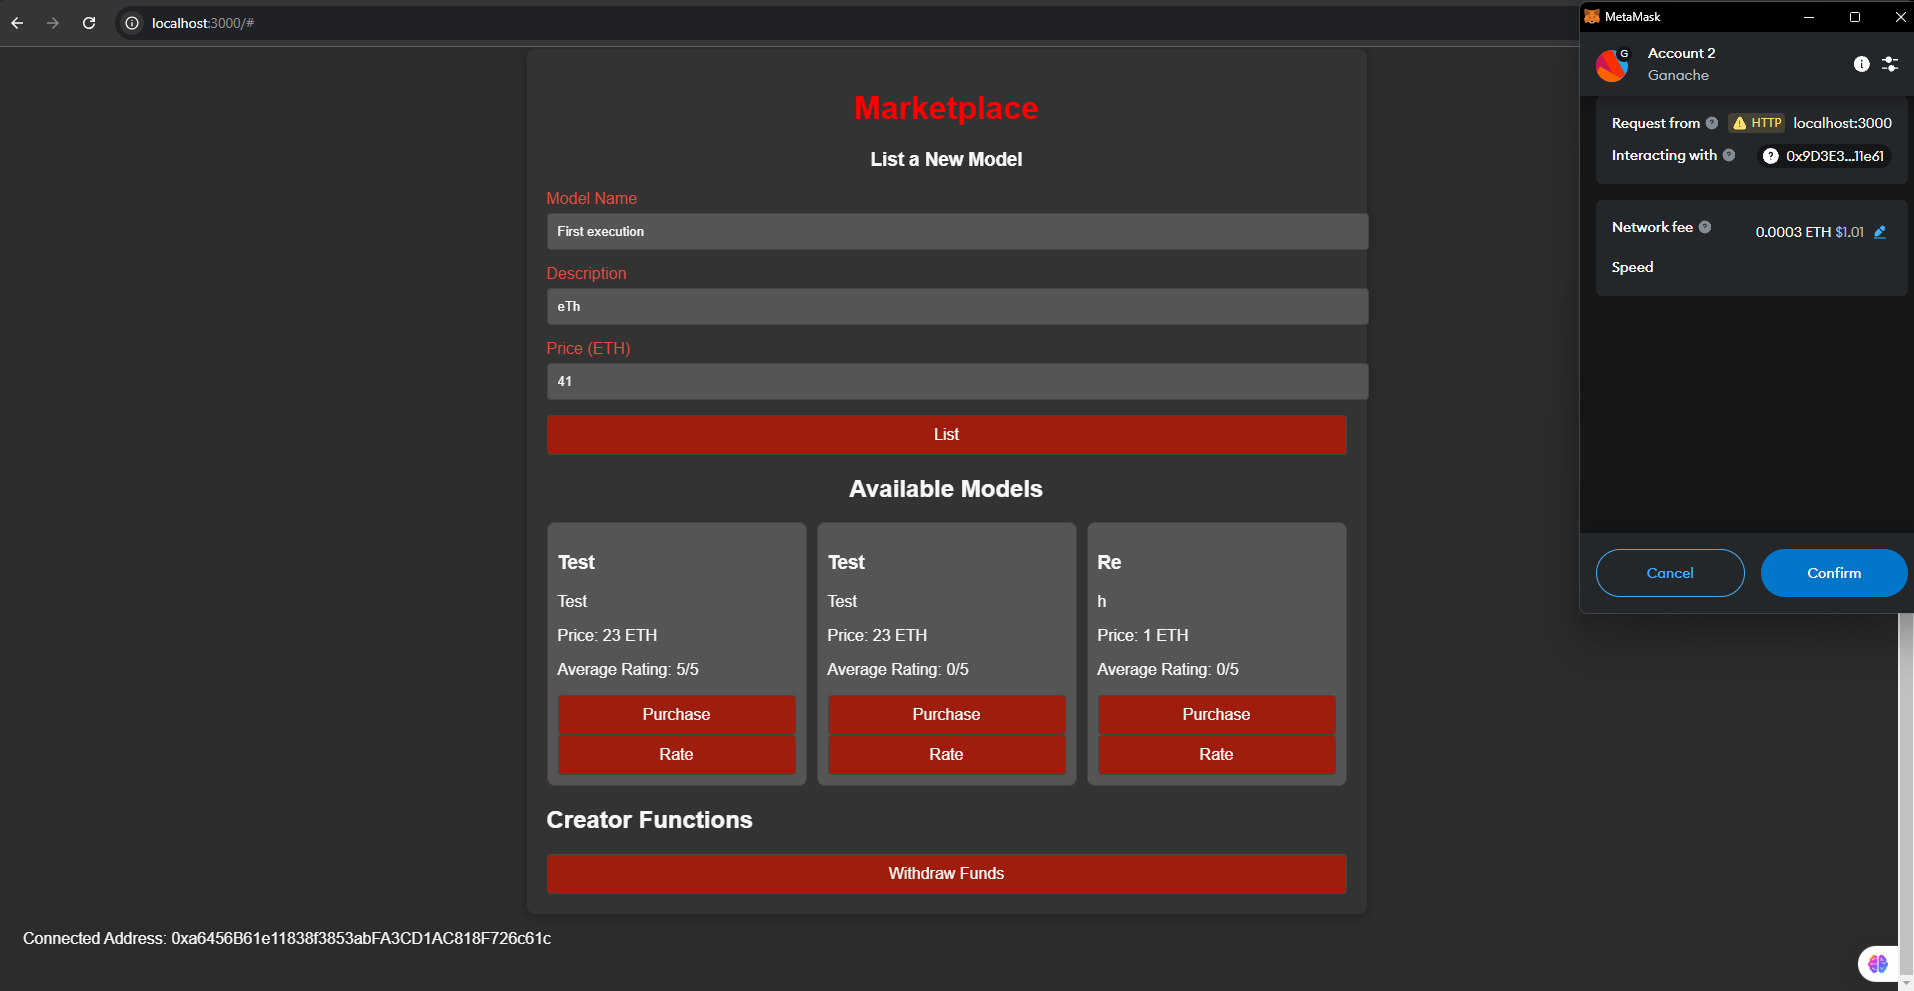 localhost:3000/#
Marketplace
List a New Model
Model Name
First execution
Description
eTh
Price (ETH)
41
List
Available Models
Test
Test
Price: 23 ETH
Average Rating: 5/5
Purchase
Rate
Test
Test
Price: 23 ETH
Average Rating: 0/5
Purchase
Rate
Re
h
Price: 1 ETH
Average Rating: 0/5
Purchase
Rate
Creator Functions
Withdraw Funds
Connected Address: 0xa6456B61e11838f3853abFA3CD1AC818F726c61c
MetaMask
G
Account 2
Ganache
Request from HTTP localhost:3000
Interacting with 0x9D3E3...11e61
Network fee 0.0003 ETH $1.01
Speed
Cancel
Confirm